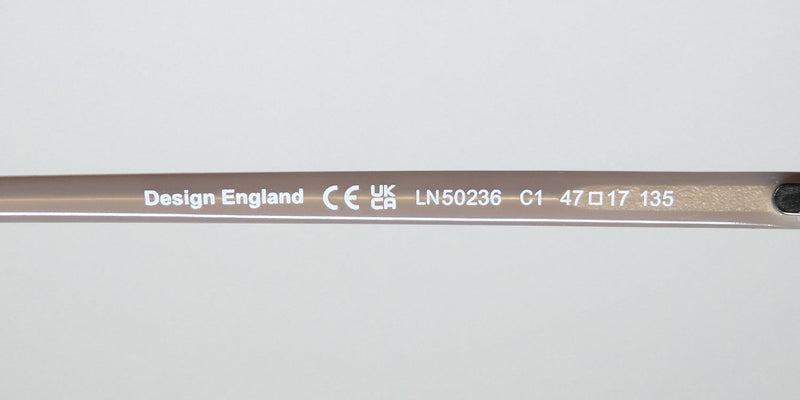 Design England CE UKCA LN50236 C1 47□17 135